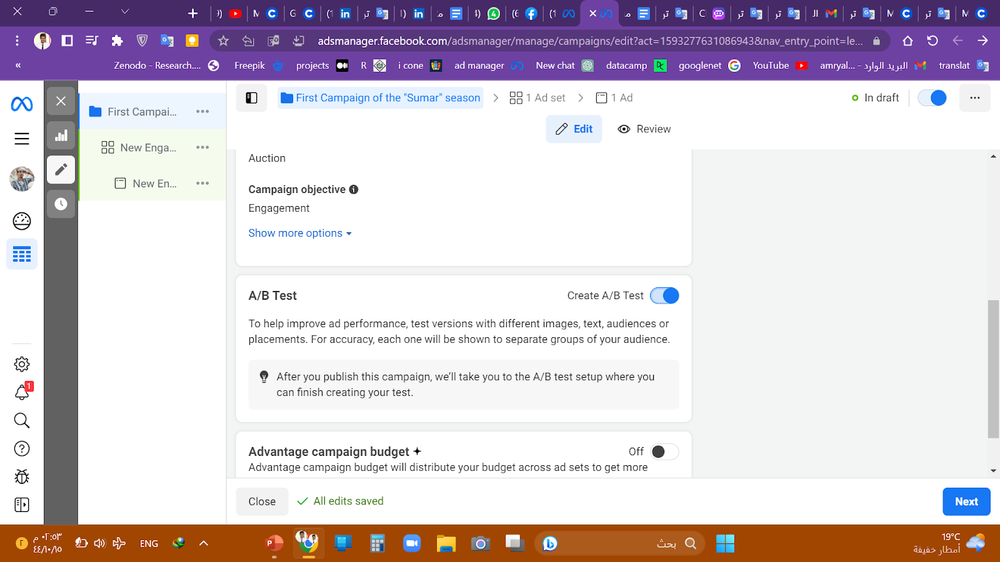 adsmanager.facebook.com/adsmanager/manage/campaigns/edit?act=1593277631086943&nav_entry_point=le...
Zenodo - Research.... Freepik projects R i cone ad manager New chat datacamp googlenet YouTube amryal... - البريد الوارد translat
First Campai...
New Enga...
New En...
First Campaign of the "Sumar" season 1 Ad set 1 Ad
In draft
Edit Review
Auction
Campaign objective
Engagement
Show more options
A/B Test
Create A/B Test
To help improve ad performance, test versions with different images, text, audiences or
placements. For accuracy, each one will be shown to separate groups of your audience.
After you publish this campaign, we'll take you to the A/B test setup where you
can finish creating your test.
Advantage campaign budget
Off
Advantage campaign budget will distribute your budget across ad sets to get more
Close
All edits saved
Next
1
٠٢:٥٣ م
٤٤/١٠/١٥
ENG
بحث
19°C
أمطار خفيفة